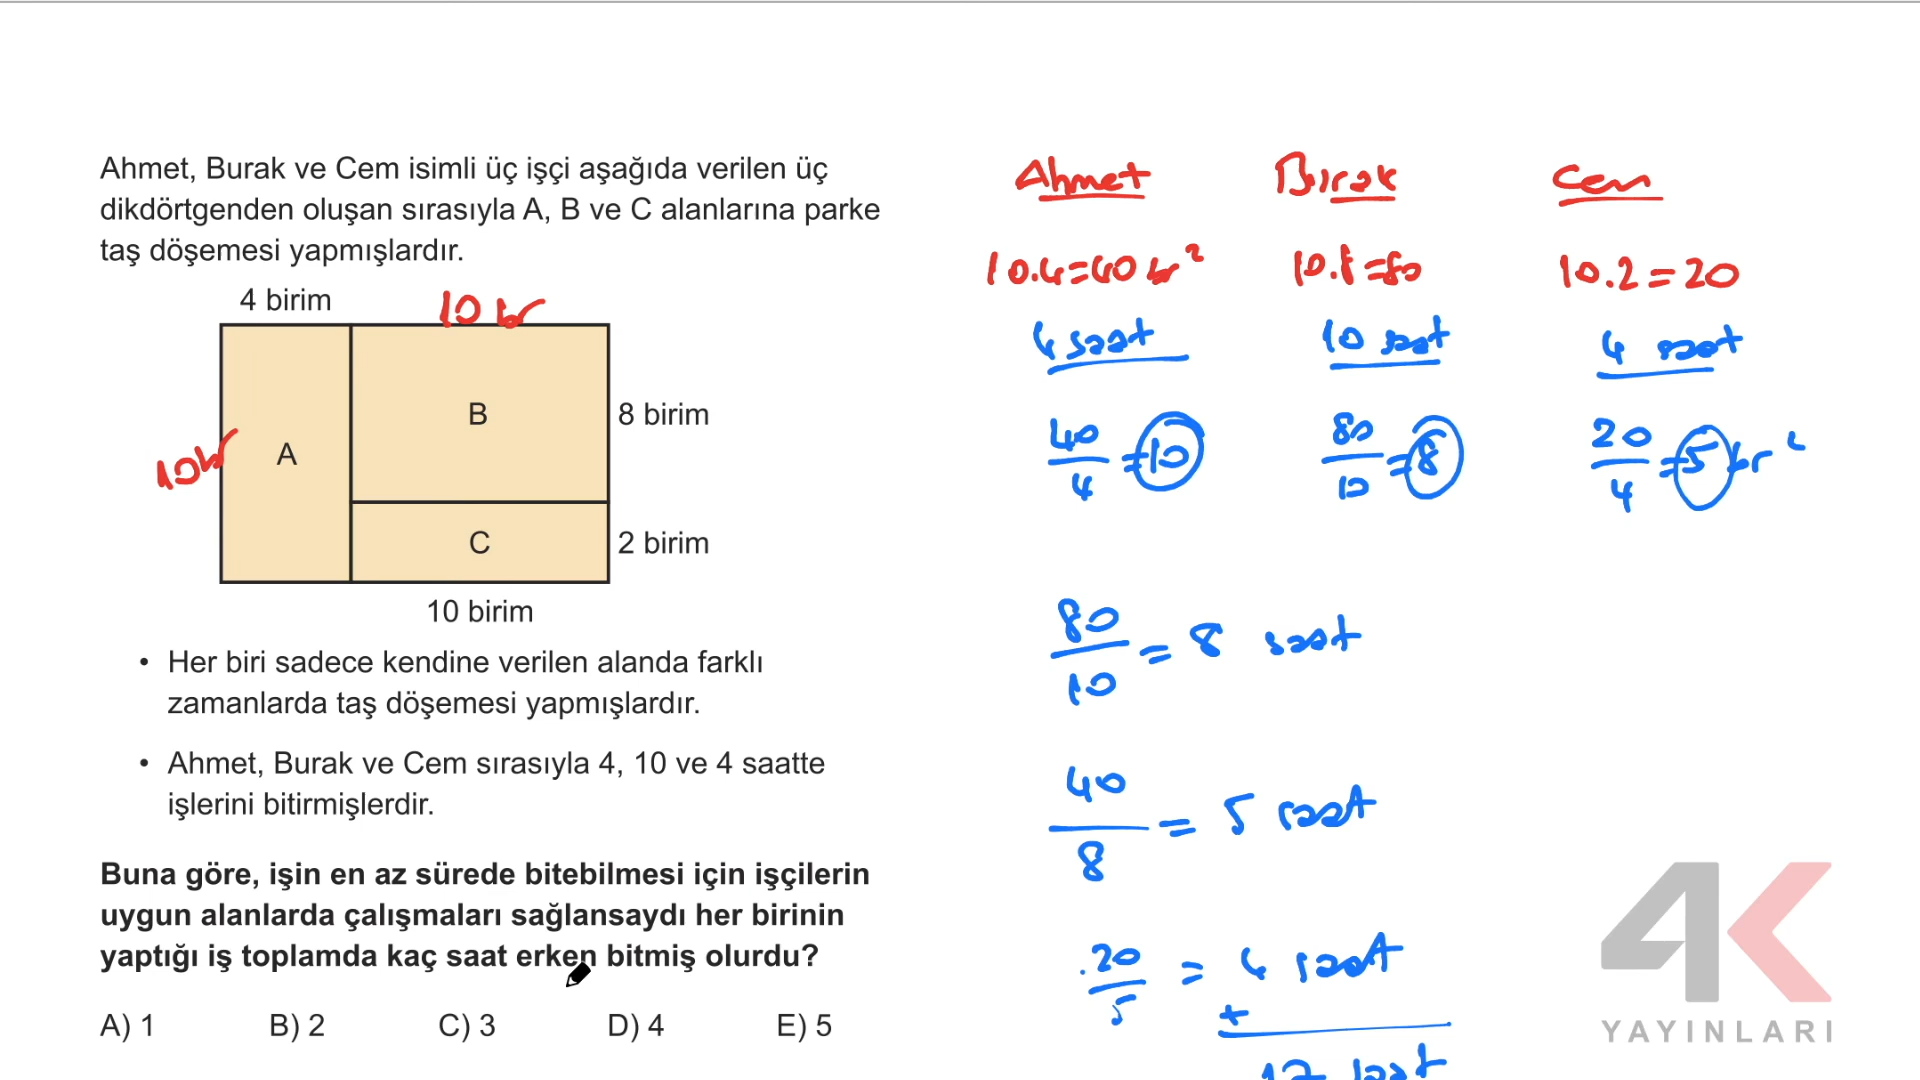 Ahmet, Burak ve Cem isimli üç işçi aşağıda verilen üç
dikdörtgenden oluşan sırasıyla A, B ve C alanlarına parke
taş döşemesi yapmışlardır.
4 birim
10 br
10br
A
B
8 birim
C
2 birim
10 birim
• Her biri sadece kendine verilen alanda farklı
zamanlarda taş döşemesi yapmışlardır.
• Ahmet, Burak ve Cem sırasıyla 4, 10 ve 4 saatte
işlerini bitirmişlerdir.
Buna göre, işin en az sürede bitebilmesi için işçilerin
uygun alanlarda çalışmaları sağlansaydı her birinin
yaptığı iş toplamda kaç saat erken bitmiş olurdu?
A) 1 B) 2 C) 3 D) 4 E) 5
Ahmet Burak Cem
10.4=40 br² 10.8=80 10.2=20
4 saat 10 saat 4 saat
40/4=10 80/10=8 20/4=5 br²
80/10=8 saat
40/8=5 saat
20/5=4 saat
+
17 saat
4K
YAYINLARI